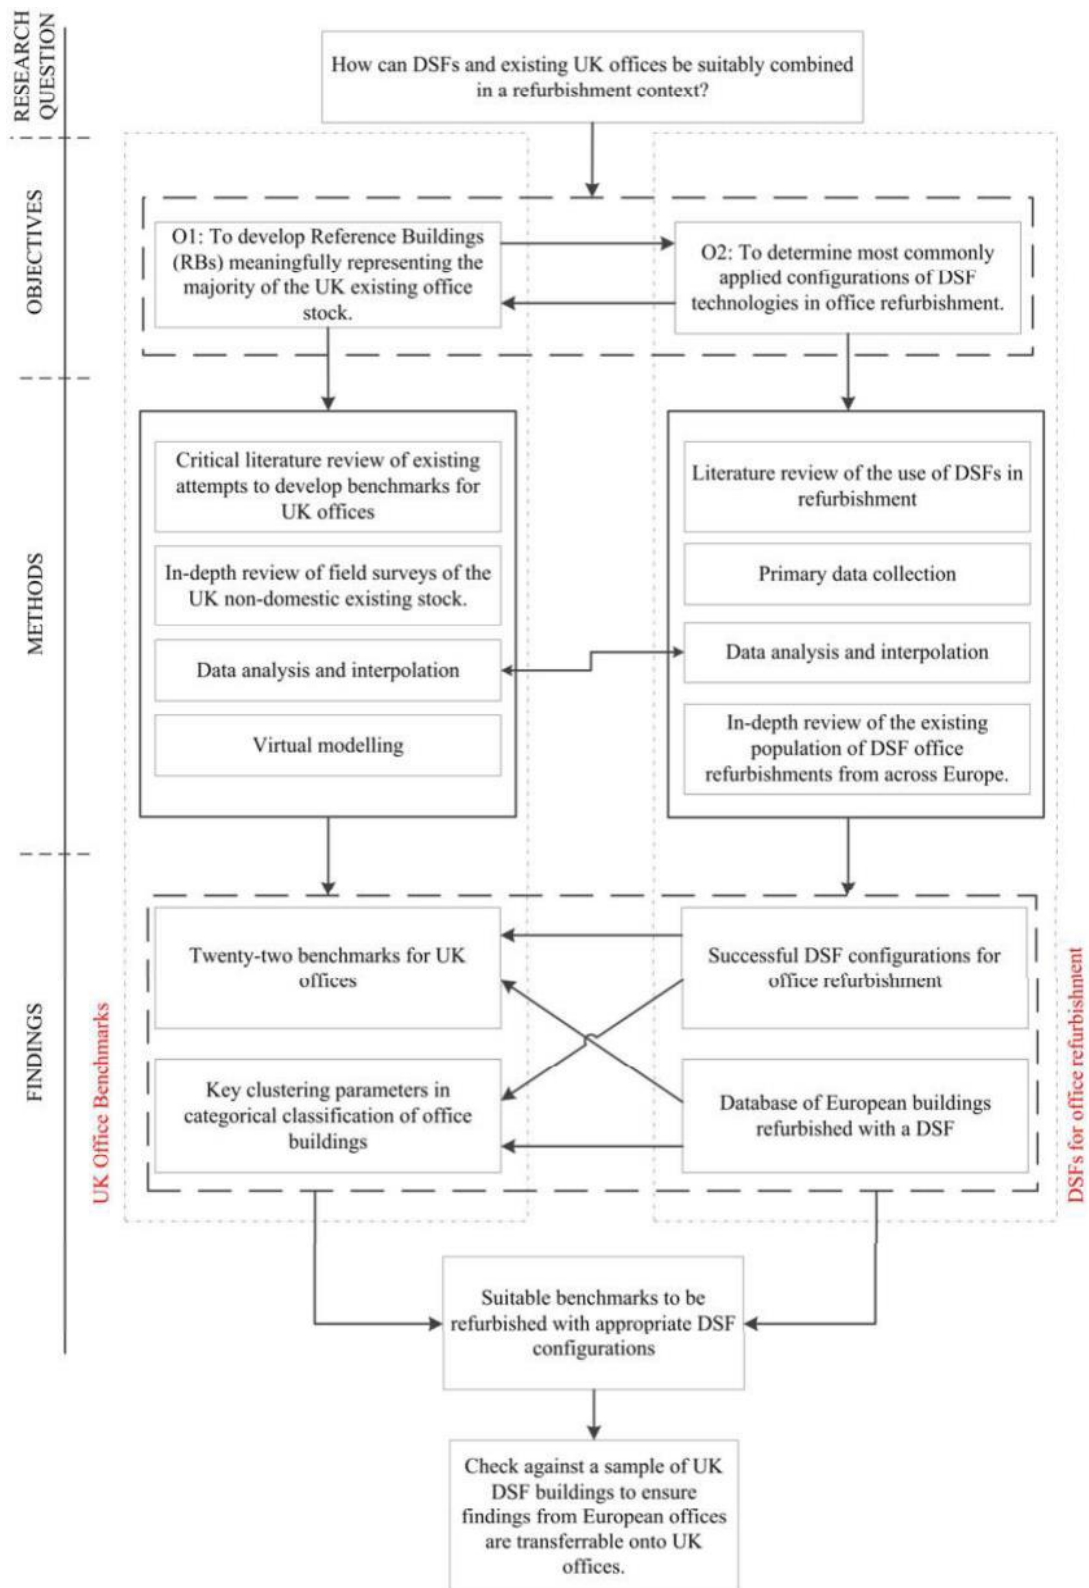 RESEARCH
QUESTION
How can DSFs and existing UK offices be suitably combined
in a refurbishment context?
OBJECTIVES
O1: To develop Reference Buildings
(RBs) meaningfully representing the
majority of the UK existing office
stock.
O2: To determine most commonly
applied configurations of DSF
technologies in office refurbishment.
METHODS
Critical literature review of existing
attempts to develop benchmarks for
UK offices
In-depth review of field surveys of the
UK non-domestic existing stock.
Data analysis and interpolation
Virtual modelling
Literature review of the use of DSFs in
refurbishment
Primary data collection
Data analysis and interpolation
In-depth review of the existing
population of DSF office
refurbishments from across Europe.
FINDINGS
UK Office Benchmarks
Twenty-two benchmarks for UK
offices
Key clustering parameters in
categorical classification of office
buildings
Successful DSF configurations for
office refurbishment
Database of European buildings
refurbished with a DSF
DSFs for office refurbishment
Suitable benchmarks to be
refurbished with appropriate DSF
configurations
Check against a sample of UK
DSF buildings to ensure
findings from European offices
are transferrable onto UK
offices.